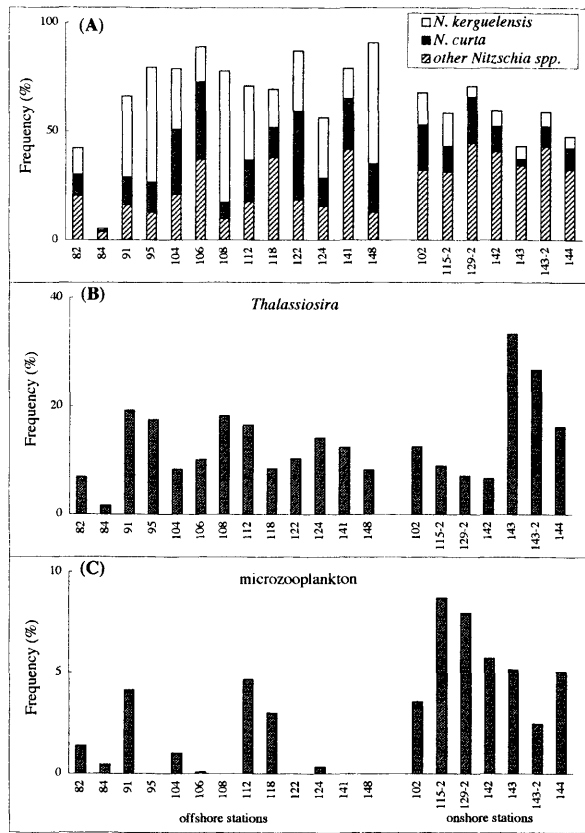 (A)
N. kerguelensis
N. curta
other Nitzschia spp.
Frequency (%)
100
50
0
82 84 91 95 104 106 108 112 118 122 124 141 148 102 115-2 129-2 142 143 143-2 144
(B)
Thalassiosira
Frequency (%)
40
20
0
82 84 91 95 104 106 108 112 118 122 124 141 148 102 115-2 129-2 142 143 143-2 144
(C)
microzooplankton
Frequency (%)
10
5
0
82 84 91 95 104 106 108 112 118 122 124 141 148 102 115-2 129-2 142 143 143-2 144
offshore stations onshore stations